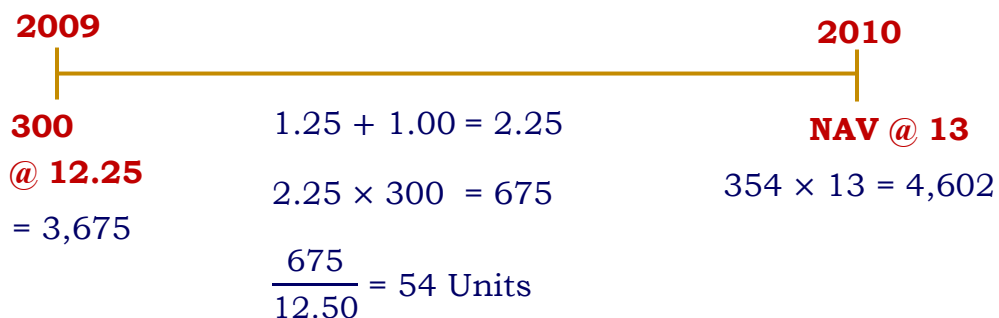 2009
2010
300
@ 12.25
= 3,675
1.25 + 1.00 = 2.25
2.25 × 300 = 675
675
12.50
= 54 Units
NAV @ 13
354 × 13 = 4,602